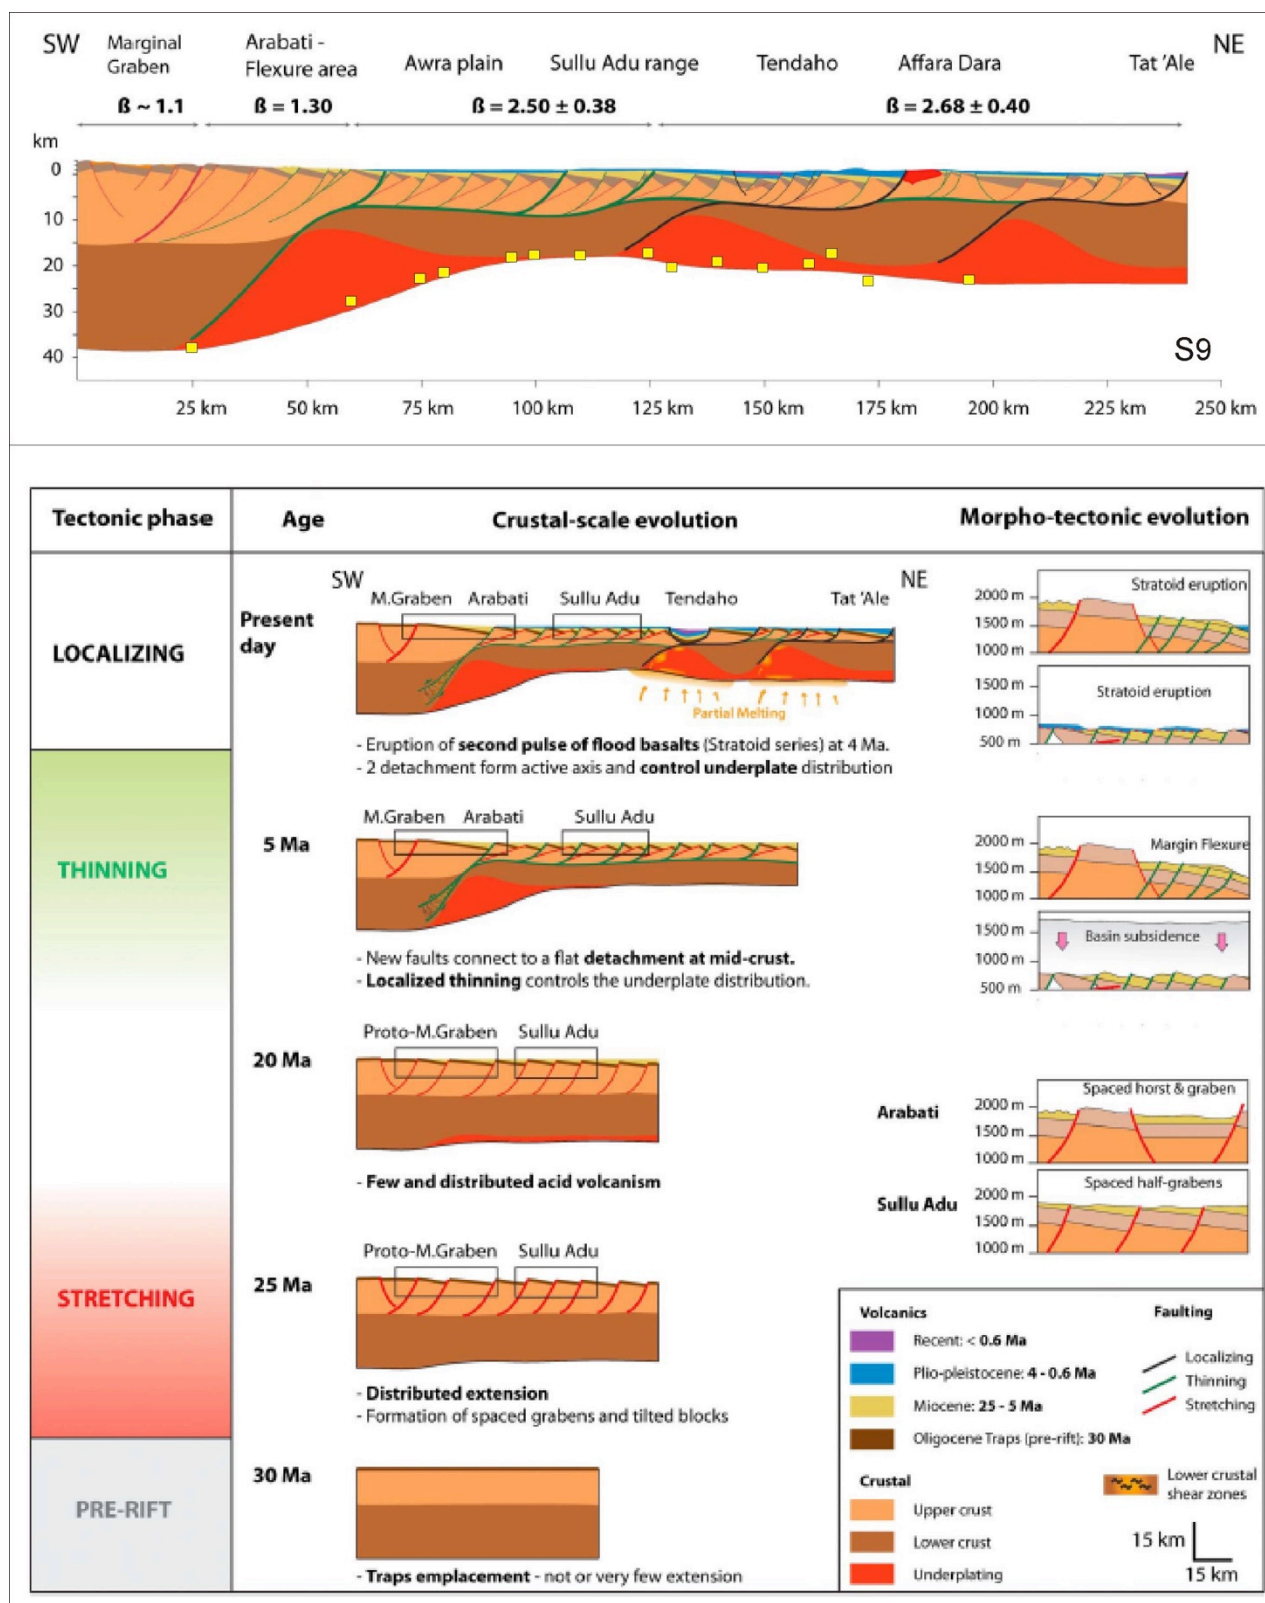 SW
Marginal
Graben
Arabati -
Flexure area
Awra plain
Sullu Adu range
Tendaho
Affara Dara
Tat 'Ale
NE
ß ~ 1.1
ß = 1.30
ß = 2.50 ± 0.38
ß = 2.68 ± 0.40
km
0
10
20
30
40
S9
25 km
50 km
75 km
100 km
125 km
150 km
175 km
200 km
225 km
250 km
Tectonic phase
Age
Crustal-scale evolution
Morpho-tectonic evolution
LOCALIZING
Present
day
SW
NE
M.Graben
Arabati
Sullu Adu
Tendaho
Tat 'Ale
Partial Melting
- Eruption of second pulse of flood basalts (Stratoid series) at 4 Ma.
- 2 detachment form active axis and control underplate distribution
Stratoid eruption
2000 m
1500 m
1000 m
Stratoid eruption
1500 m
1000 m
500 m
THINNING
5 Ma
M.Graben
Arabati
Sullu Adu
- New faults connect to a flat detachment at mid-crust.
- Localized thinning controls the underplate distribution.
Margin Flexure
2000 m
1500 m
1000 m
Basin subsidence
1500 m
1000 m
500 m
20 Ma
Proto-M.Graben
Sullu Adu
- Few and distributed acid volcanism
Arabati
Spaced horst & graben
2000 m
1500 m
1000 m
Sullu Adu
Spaced half-grabens
2000 m
1500 m
1000 m
STRETCHING
25 Ma
Proto-M.Graben
Sullu Adu
- Distributed extension
- Formation of spaced grabens and tilted blocks
PRE-RIFT
30 Ma
- Traps emplacement - not or very few extension
Volcanics
Recent: < 0.6 Ma
Plio-pleistocene: 4 - 0.6 Ma
Miocene: 25 - 5 Ma
Oligocene Traps (pre-rift): 30 Ma
Faulting
Localizing
Thinning
Stretching
Crustal
Upper crust
Lower crust
Underplating
Lower crustal
shear zones
15 km
15 km